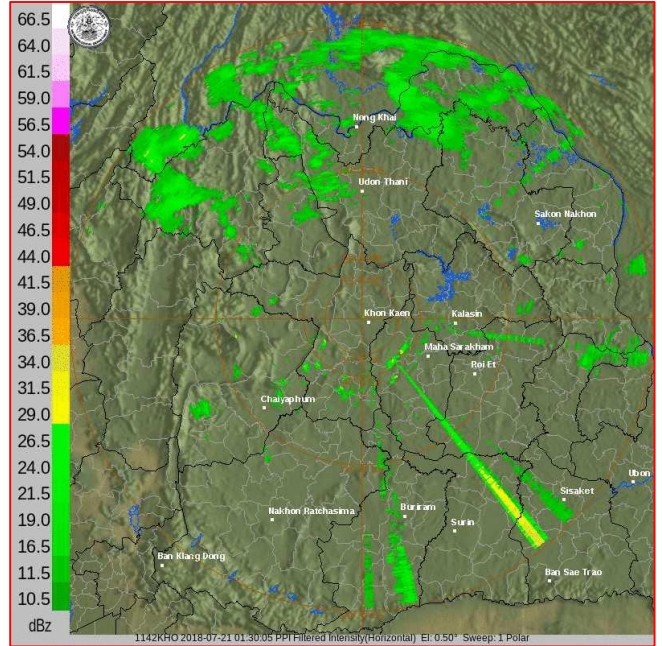 66.5
64.0
61.5
59.0
56.5
54.0
51.5
49.0
46.5
44.0
41.5
39.0
36.5
34.0
31.5
29.0
26.5
24.0
21.5
19.0
16.5
11.5
10.5
dBz
Nong Khai
Udon Thani
Sakon Nakhon
Khon Kaen
Kalasin
Maha Sarakham
Roi Et
Chaiyaphum
Ubon
Sisaket
Nakhon Ratchasima
Buriram
Surin
Ban Klang Dong
Ban Sae Trao
1142KHO 2018-07-21 01:30:05 PPI Filtered Intensity(Horizontal) El: 0.50° Sweep: 1 Polar